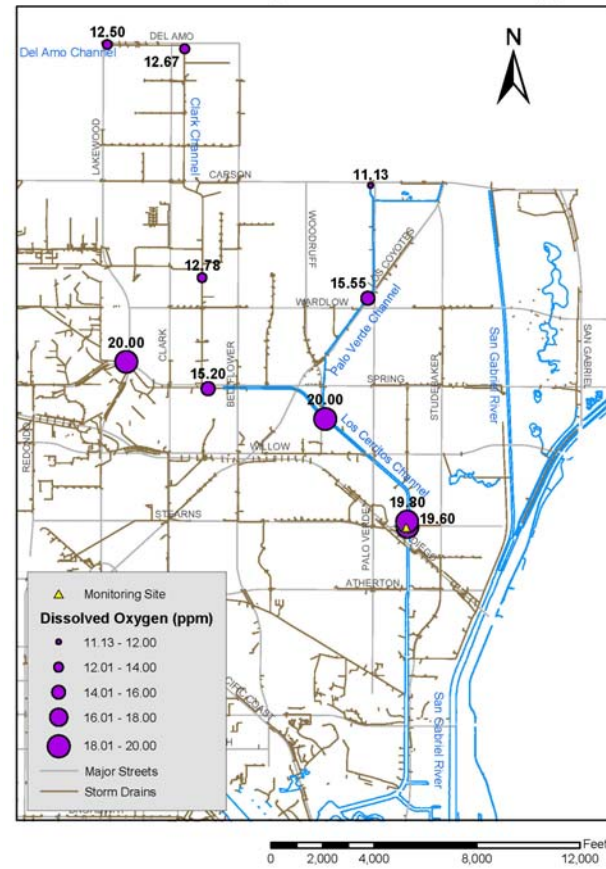 12.50
DEL AMO
Del Amo Channel
12.67
N
LAKEWOOD
Clark Channel
CARSON
11.13
WOODRUFF
LOS COYOTES
15.55
12.78
WARDLOW
Palo Verde Channel
San Gabriel River
SAN GABRIEL
20.00
CLARK
BELLFLOWER
15.20
SPRING
STUDEBAKER
20.00
Los Cerritos Channel
REDONDO
WILLOW
19.80
19.60
STEARNS
PALO VERDE
DIEGO
ATHERTON
San Gabriel River
Monitoring Site
Dissolved Oxygen (ppm)
11.13 - 12.00
12.01 - 14.00
14.01 - 16.00
16.01 - 18.00
18.01 - 20.00
Major Streets
Storm Drains
COAST
Feet
0 2,000 4,000 8,000 12,000